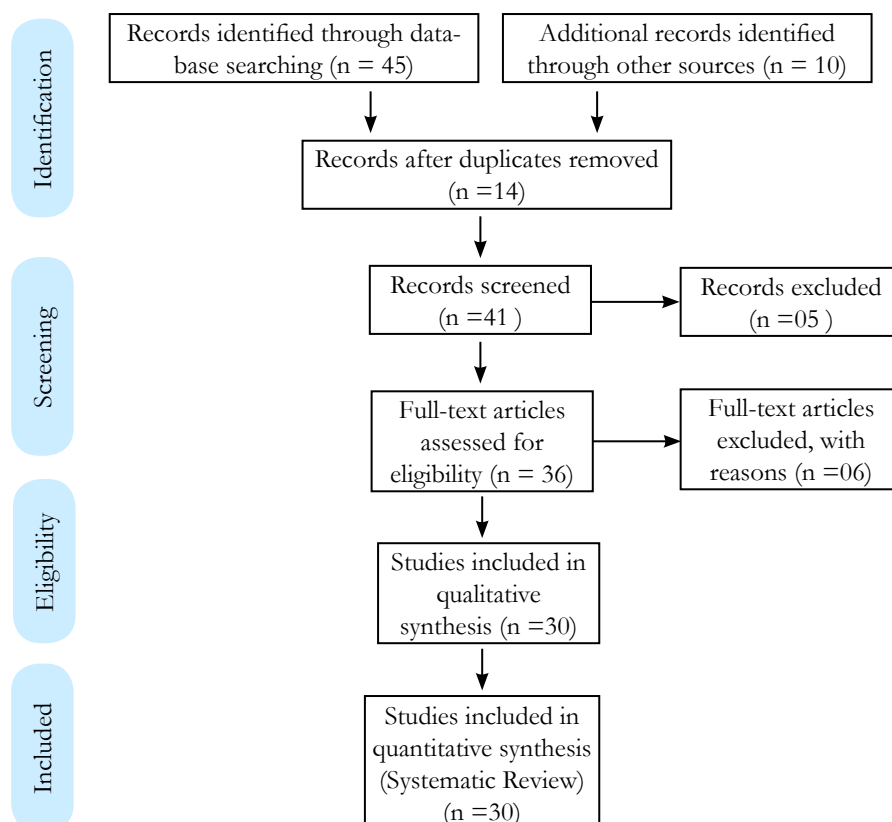 Identification
Records identified through data-
base searching (n = 45)
Additional records identified
through other sources (n = 10)
Records after duplicates removed
(n =14)
Screening
Records screened
(n =41 )
Records excluded
(n =05 )
Full-text articles
assessed for
eligibility (n = 36)
Full-text articles
excluded, with
reasons (n =06)
Eligibility
Studies included in
qualitative
synthesis (n =30)
Included
Studies included in
quantitative synthesis
(Systematic Review)
(n =30)